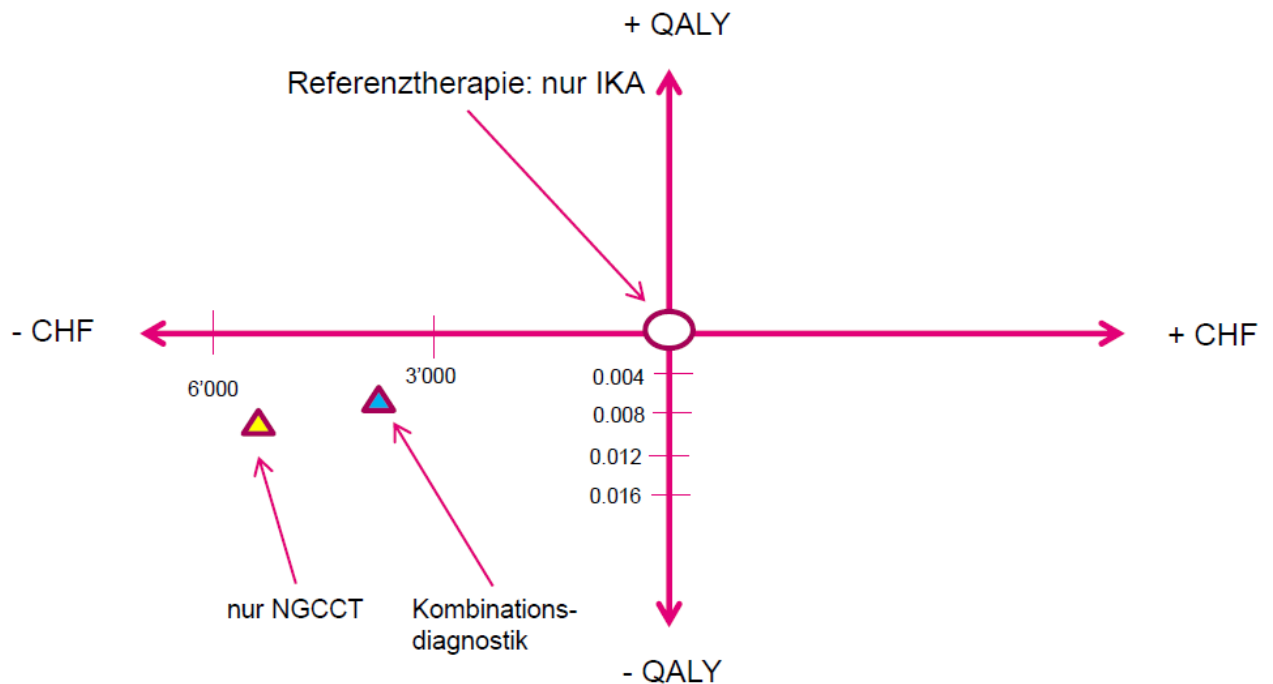 + QALY
Referenztherapie: nur IKA
- CHF
+ CHF
6'000
3'000
0.004
0.008
0.012
0.016
nur NGCCT
Kombinations-
diagnostik
- QALY